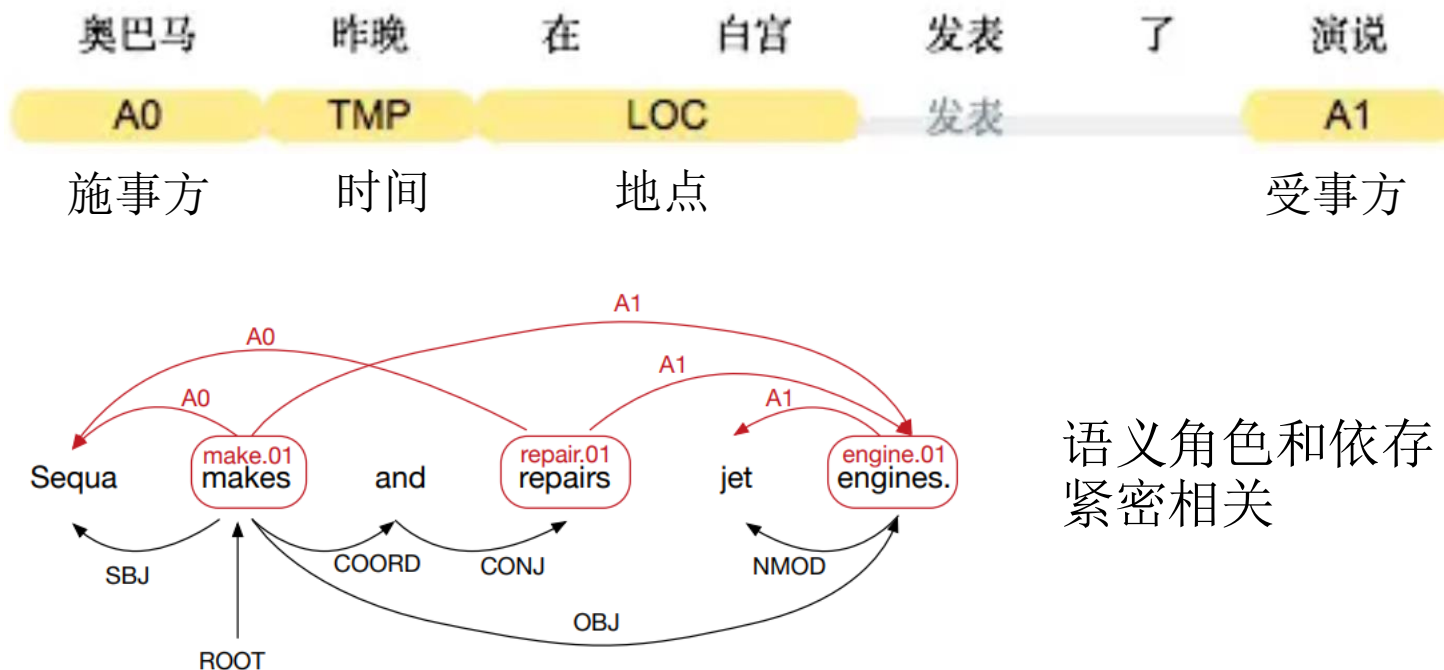 奥巴马 昨晚 在 白宫 发表 了 演说
A0 TMP LOC 发表 A1
施事方 时间 地点 受事方
A1
A0
A1
A0 A1
make.01 repair.01 engine.01
Sequa makes and repairs jet engines.
语义角色和依存
紧密相关
SBJ COORD CONJ NMOD
OBJ
ROOT